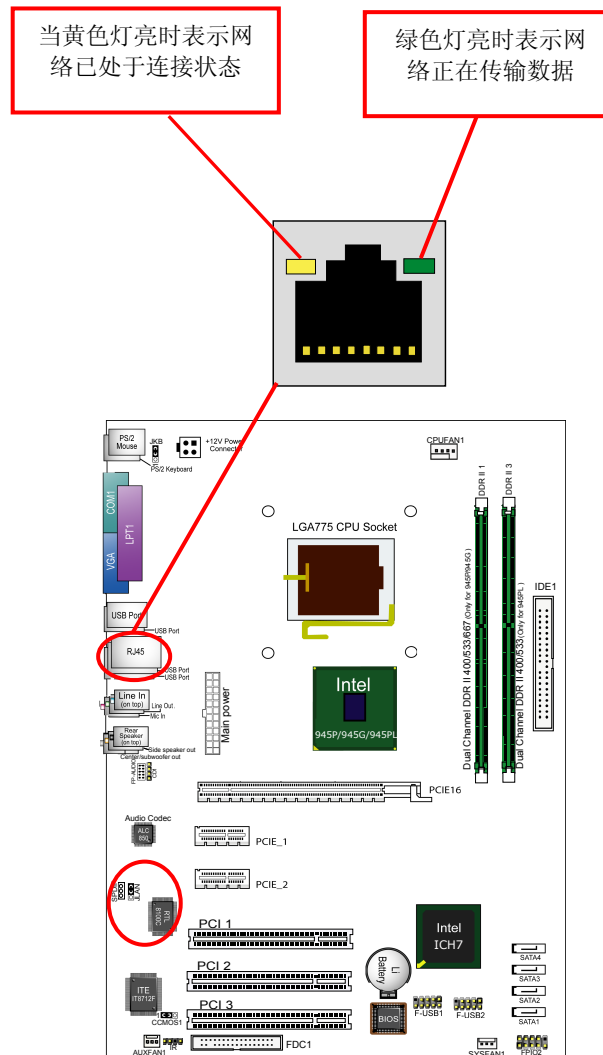 当黄色灯亮时表示网
络已处于连接状态
绿色灯亮时表示网
络正在传输数据
PS/2
Mouse
JKB
+12V Power
Connector
PS/2 Keyboard
CPUFAN1
DDR II 1
DDR II 3
COM1
LPT1
VGA
LGA775 CPU Socket
Dual Channel DDR II 400/533/667 (Only for 945P/945G)
Dual Channel DDR II 400/533 (Only for 945PL)
IDE1
USB Port
USB Port
RJ45
USB Port
USB Port
Line In
(on top)
Line Out
Mic In
Main power
Intel
945P/945G/945PL
Rear
Speaker
(on top)
Side speaker out
Center/subwoofer out
FP-AUDIO
PCIE16
Audio Codec
ALC
850
PCIE_1
PCIE_2
JLAN
RTL
8100C
PCI 1
Intel
ICH7
PCI 2
Li
Battery
SATA4
SATA3
SATA2
SATA1
ITE
IT8712F
CCMOS1
PCI 3
BIOS
F-USB1
F-USB2
AUXFAN1
IR
FDC1
SYSFAN1
FPIO2